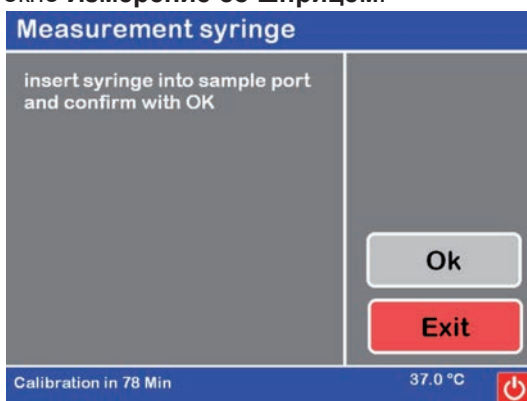 окно Измерение со шприцом.
Measurement syringe
insert syringe into sample port
and confirm with OK
Ok
Exit
Calibration in 78 Min
37.0 °C